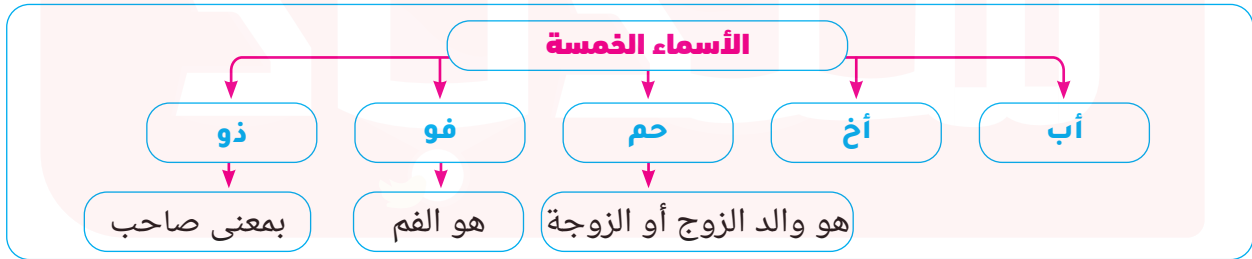 الأسماء الخمسة
أب أخ حم فو ذو
هو والد الزوج أو الزوجة هو الفم بمعنى صاحب